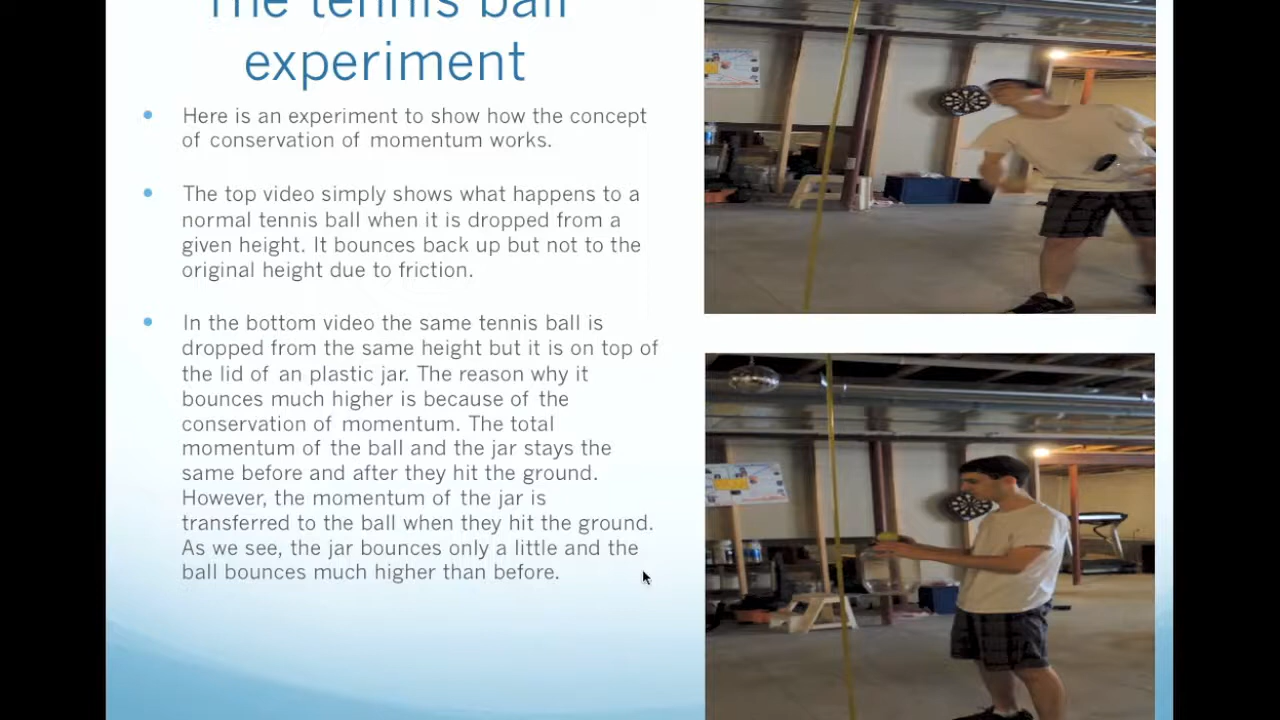 The tennis ball
experiment
Here is an experiment to show how the concept
of conservation of momentum works.
The top video simply shows what happens to a
normal tennis ball when it is dropped from a
given height. It bounces back up but not to the
original height due to friction.
In the bottom video the same tennis ball is
dropped from the same height but it is on top of
the lid of an plastic jar. The reason why it
bounces much higher is because of the
conservation of momentum. The total
momentum of the ball and the jar stays the
same before and after they hit the ground.
However, the momentum of the jar is
transferred to the ball when they hit the ground.
As we see, the jar bounces only a little and the
ball bounces much higher than before.